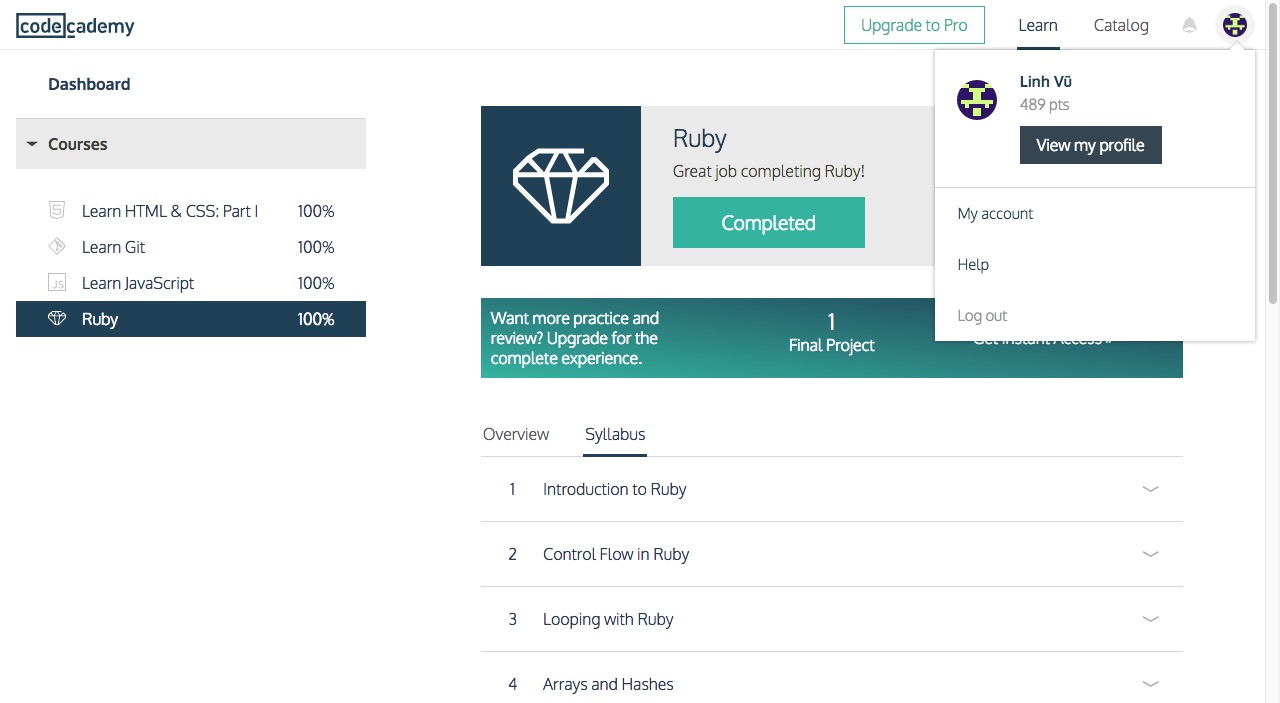 codecademy
Upgrade to Pro
Learn
Catalog
Dashboard
Courses
Learn HTML & CSS: Part I 100%
Learn Git 100%
JS Learn JavaScript 100%
Ruby 100%
Ruby
Great job completing Ruby!
Completed
Linh Vũ
489 pts
View my profile
My account
Help
Log out
Want more practice and
review? Upgrade for the
complete experience.
1
Final Project
Get Instant Access »
Overview
Syllabus
1 Introduction to Ruby
2 Control Flow in Ruby
3 Looping with Ruby
4 Arrays and Hashes